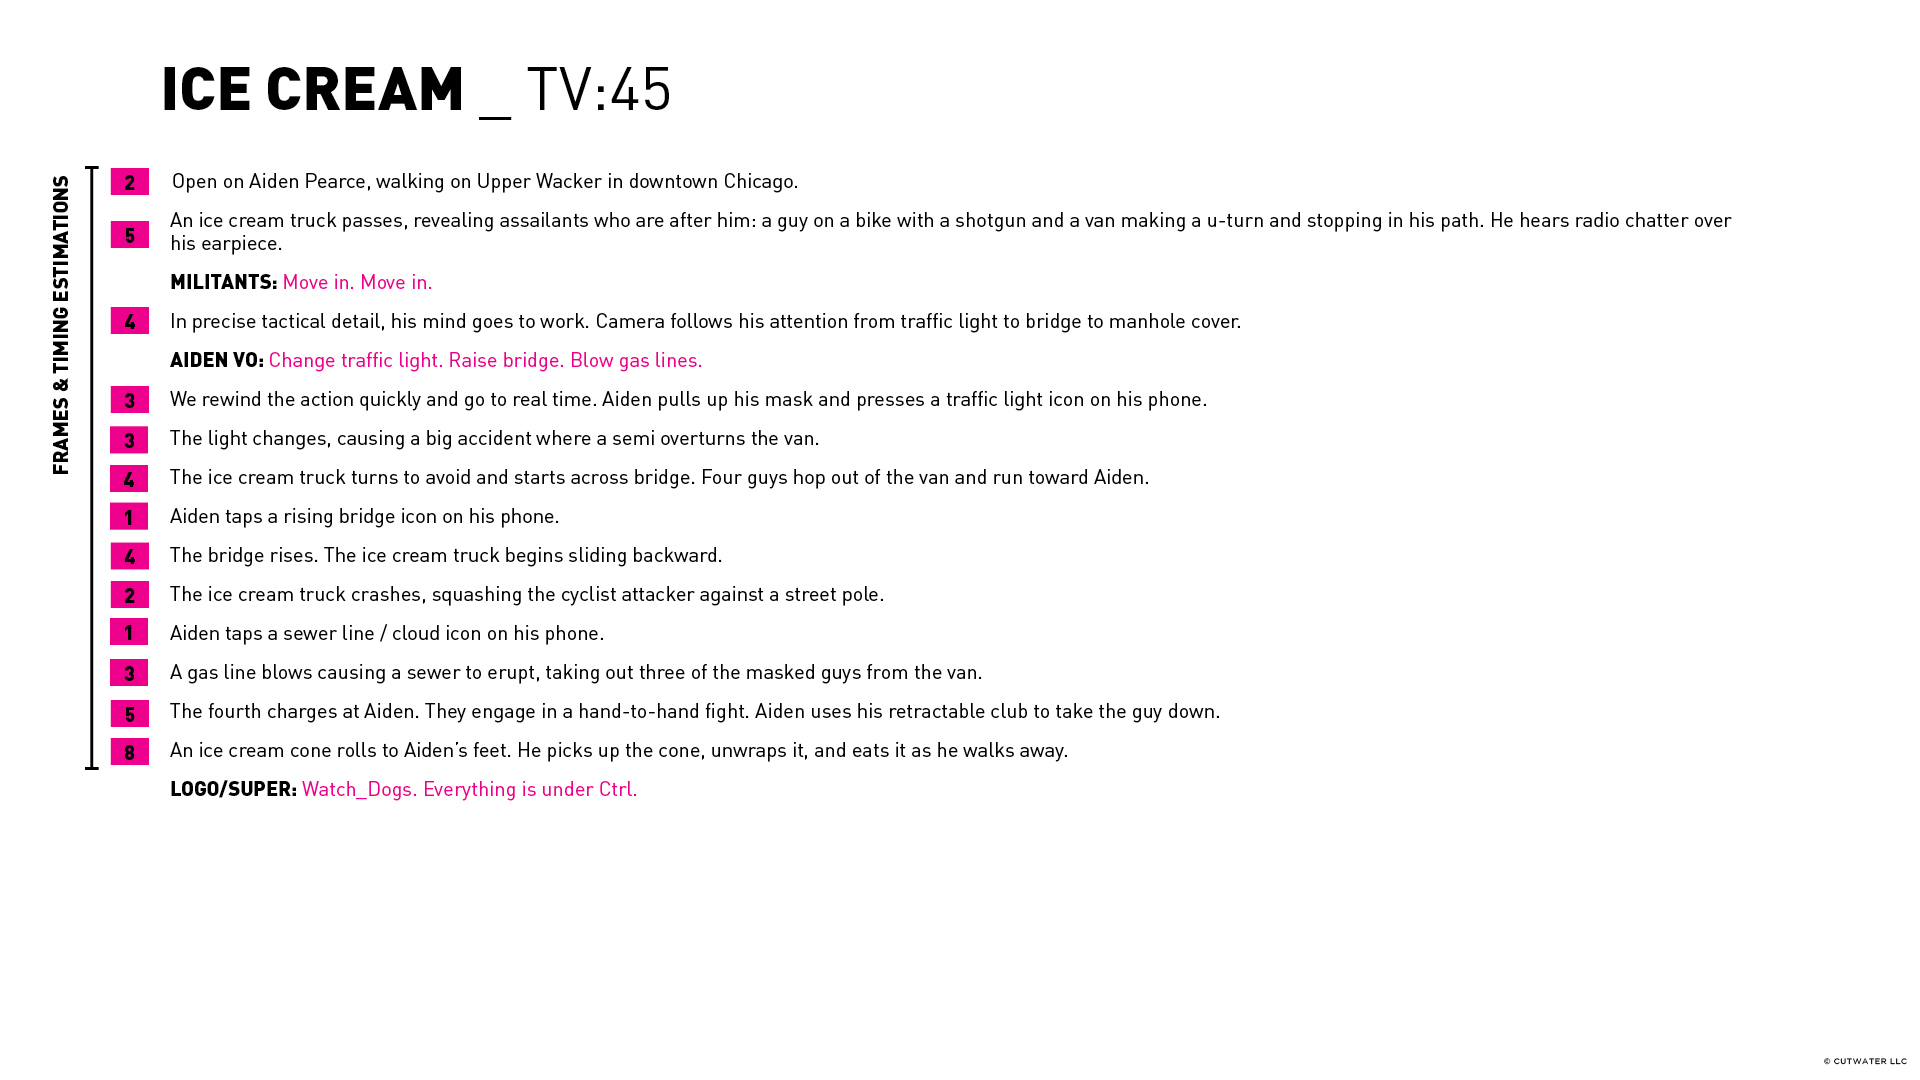 ICE CREAM _ TV:45
FRAMES & TIMING ESTIMATIONS
2 Open on Aiden Pearce, walking on Upper Wacker in downtown Chicago.
5 An ice cream truck passes, revealing assailants who are after him: a guy on a bike with a shotgun and a van making a u-turn and stopping in his path. He hears radio chatter over
his earpiece.
MILITANTS: Move in. Move in.
4 In precise tactical detail, his mind goes to work. Camera follows his attention from traffic light to bridge to manhole cover.
AIDEN VO: Change traffic light. Raise bridge. Blow gas lines.
3 We rewind the action quickly and go to real time. Aiden pulls up his mask and presses a traffic light icon on his phone.
3 The light changes, causing a big accident where a semi overturns the van.
4 The ice cream truck turns to avoid and starts across bridge. Four guys hop out of the van and run toward Aiden.
1 Aiden taps a rising bridge icon on his phone.
4 The bridge rises. The ice cream truck begins sliding backward.
2 The ice cream truck crashes, squashing the cyclist attacker against a street pole.
1 Aiden taps a sewer line / cloud icon on his phone.
3 A gas line blows causing a sewer to erupt, taking out three of the masked guys from the van.
5 The fourth charges at Aiden. They engage in a hand-to-hand fight. Aiden uses his retractable club to take the guy down.
8 An ice cream cone rolls to Aiden’s feet. He picks up the cone, unwraps it, and eats it as he walks away.
LOGO/SUPER: Watch_Dogs. Everything is under Ctrl.
© CUTWATER LLC